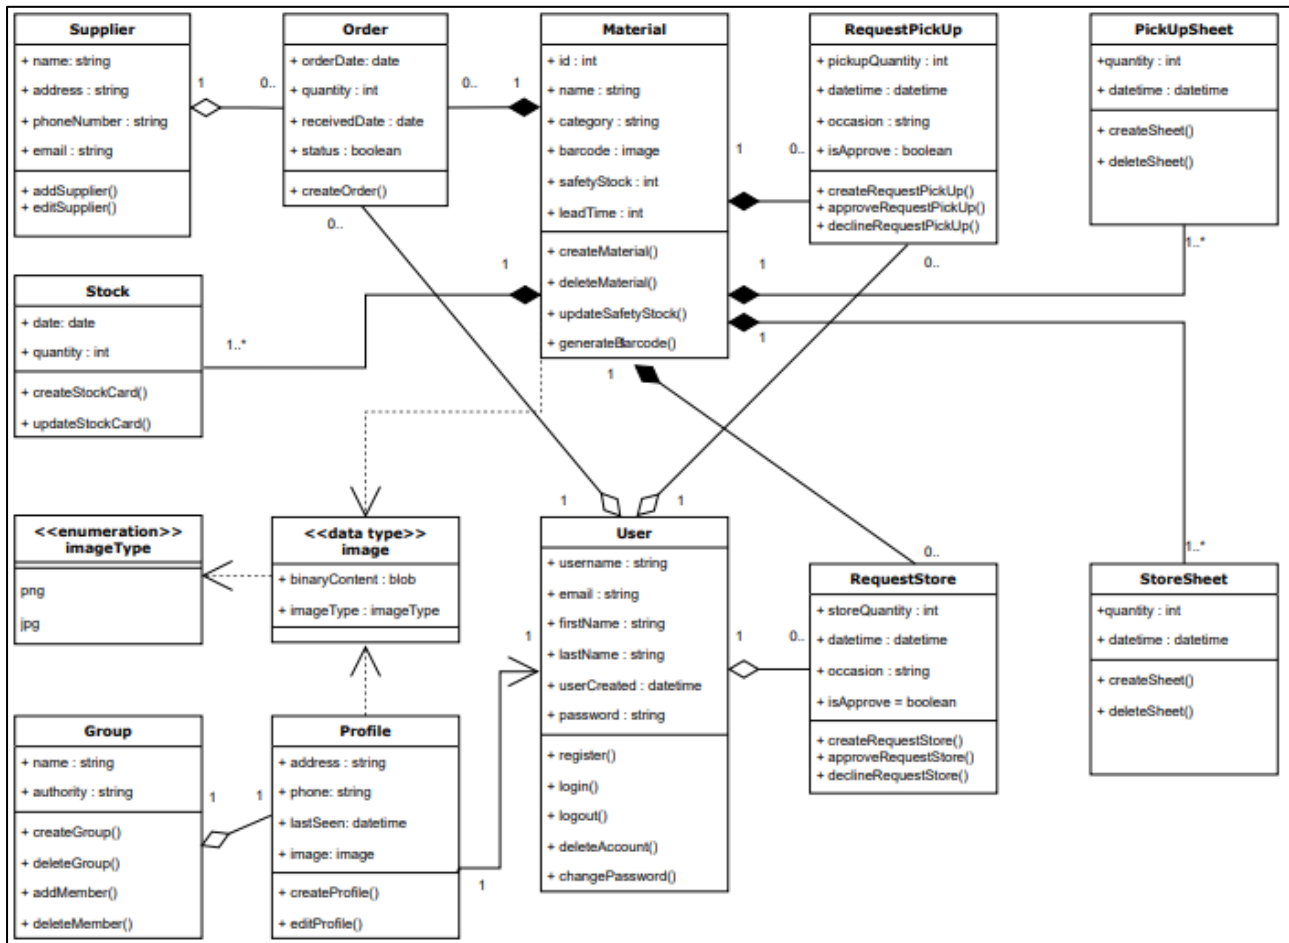 Supplier
+ name: string
+ address : string
+ phoneNumber : string
+ email : string
+ addSupplier()
+ editSupplier()
1
0..
Order
+ orderDate: date
+ quantity : int
+ receivedDate : date
+ status : boolean
+ createOrder()
0..
0..
1
Material
+ id : int
+ name : string
+ category : string
+ barcode : image
+ safetyStock : int
+ leadTime : int
+ createMaterial()
+ deleteMaterial()
+ updateSafetyStock()
+ generateBarcode()
1
0..
RequestPickUp
+ pickupQuantity : int
+ datetime : datetime
+ occasion : string
+ isApprove : boolean
+ createRequestPickUp()
+ approveRequestPickUp()
+ declineRequestPickUp()
0..
PickUpSheet
+quantity : int
+ datetime : datetime
+ createSheet()
+ deleteSheet()
1..*
1
1
1
1
Stock
+ date: date
+ quantity : int
+ createStockCard()
+ updateStockCard()
1..*
<<enumeration>>
imageType
png
jpg
<<data type>>
image
+ binaryContent : blob
+ imageType : imageType
1
1
User
+ username : string
+ email : string
+ firstName : string
+ lastName : string
+ userCreated : datetime
+ password : string
+ register()
+ login()
+ logout()
+ deleteAccount()
+ changePassword()
1
1
0..
0..
RequestStore
+ storeQuantity : int
+ datetime : datetime
+ occasion : string
+ isApprove = boolean
+ createRequestStore()
+ approveRequestStore()
+ declineRequestStore()
1..*
StoreSheet
+quantity : int
+ datetime : datetime
+ createSheet()
+ deleteSheet()
Group
+ name : string
+ authority : string
+ createGroup()
+ deleteGroup()
+ addMember()
+ deleteMember()
1
1
Profile
+ address : string
+ phone: string
+ lastSeen: datetime
+ image: image
+ createProfile()
+ editProfile()
1